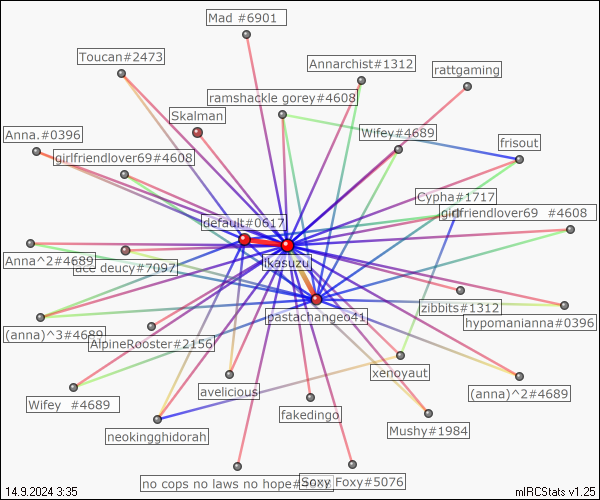 Mad #6901
Toucan#2473
Annarchist#1312
rattgaming
ramshackle gorey#4608
Skalman
Wifey#4689
Anna.#0396
frisout
girlfriendlover69#4608
Cypha#1717
girlfriendlover69 #4608
default#0617
Ikasuzu
Anna^2#4689
ace deucy#7097
zibbits#1312
pastachangeo41
hypomanianna#0396
(anna)^3#4689
AlpineRooster#2156
xenoyaut
avelicious
(anna)^2#4689
Wifey #4689
fakedingo
Mushy#1984
neokingghidorah
no cops no laws no hope#
Soxy Foxy#5076
14.9.2024 3:35
mIRCStats v1.25